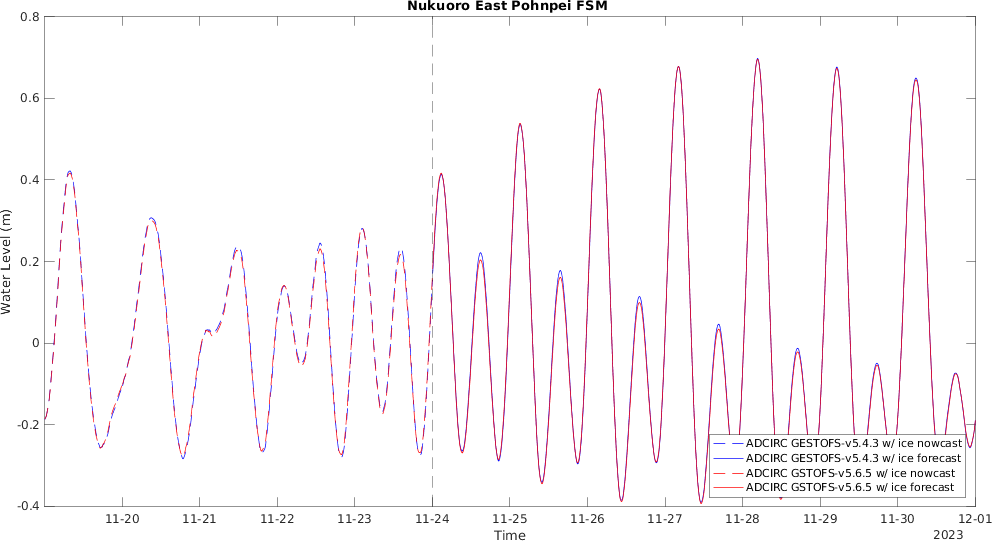 Nukuoro East Pohnpei FSM
Water Level (m)
0.8
0.6
0.4
0.2
0
-0.2
-0.4
ADCIRC GESTOFS-v5.4.3 w/ ice nowcast
ADCIRC GESTOFS-v5.4.3 w/ ice forecast
ADCIRC GSTOFS-v5.6.5 w/ ice nowcast
ADCIRC GSTOFS-v5.6.5 w/ ice forecast
11-20 11-21 11-22 11-23 11-24 11-25 11-26 11-27 11-28 11-29 11-30 12-01
Time
2023